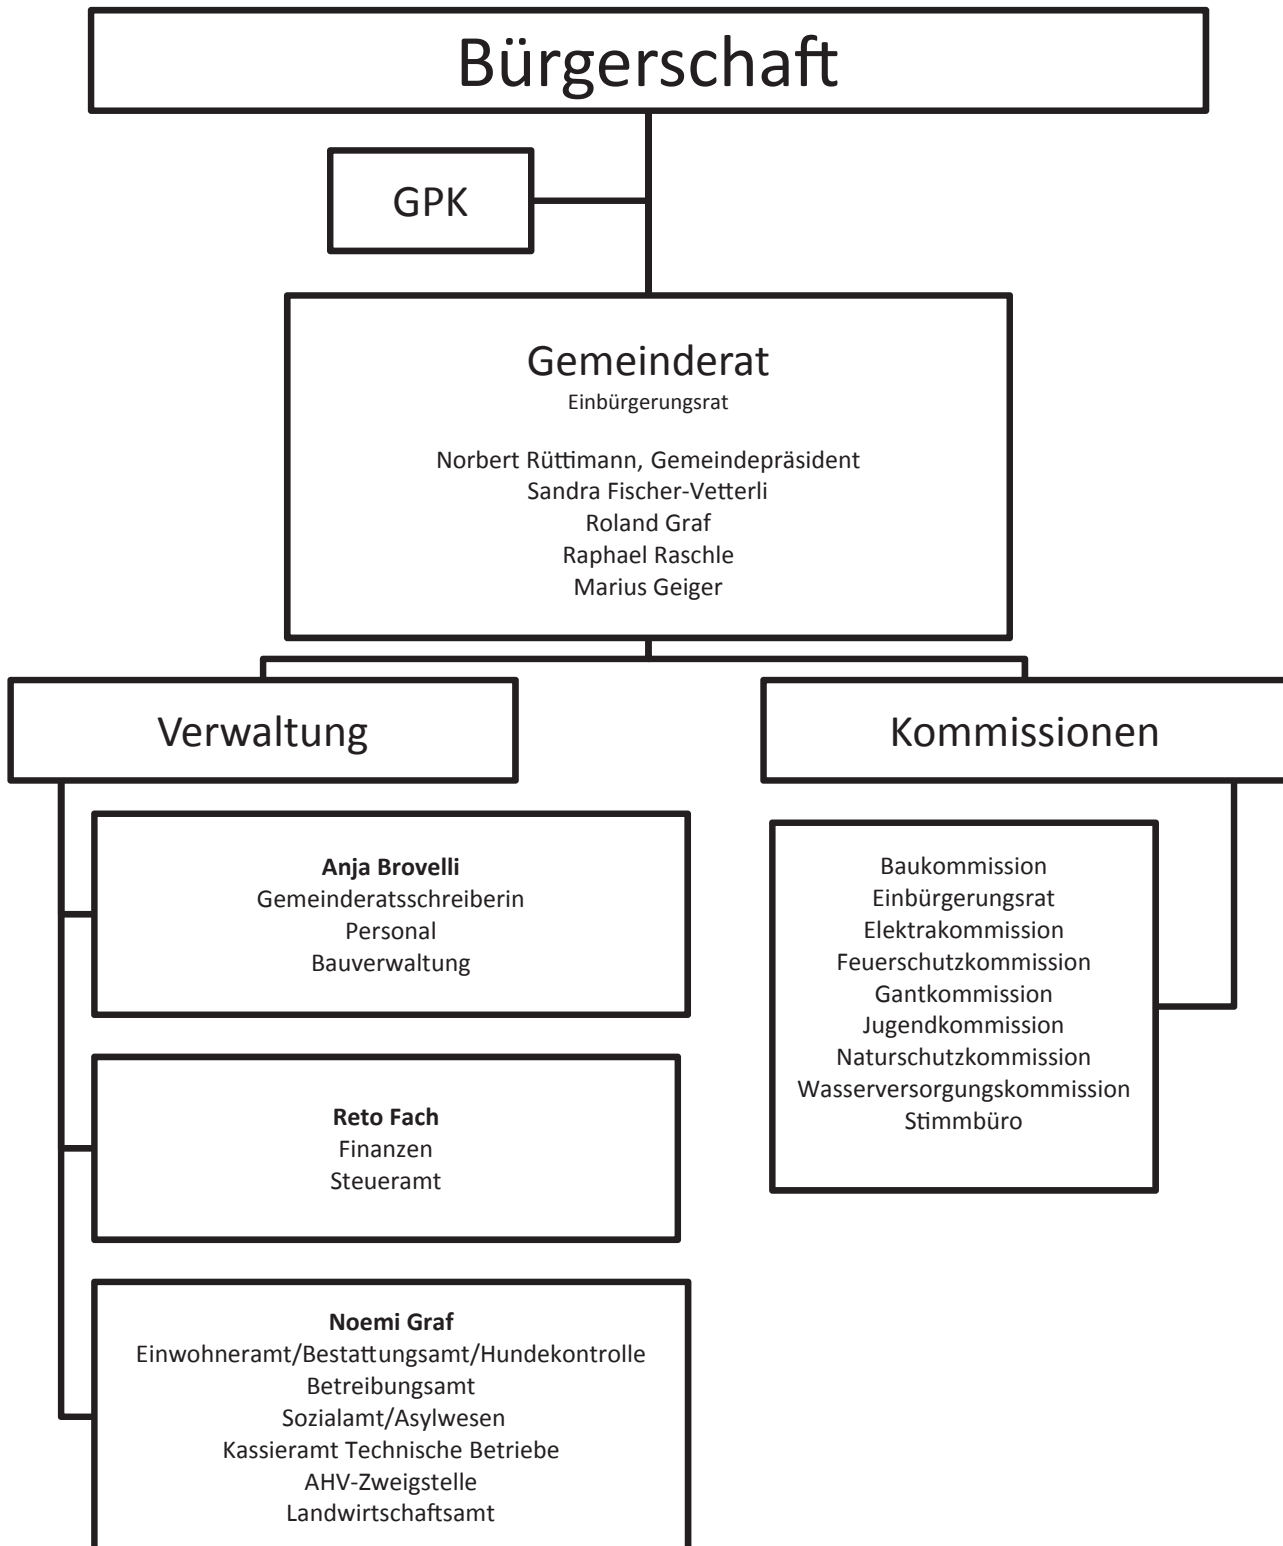 Bürgerschaft
GPK
Gemeinderat
Einbürgerungsrat
Norbert Rüttimann, Gemeindepräsident
Sandra Fischer-Vetterli
Roland Graf
Raphael Raschle
Marius Geiger
Verwaltung
Anja Brovelli
Gemeinderatsschreiberin
Personal
Bauverwaltung
Reto Fach
Finanzen
Steueramt
Noemi Graf
Einwohneramt/Bestattungsamt/Hundekontrolle
Betreibungsamt
Sozialamt/Asylwesen
Kassieramt Technische Betriebe
AHV-Zweigstelle
Landwirtschaftsamt
Kommissionen
Baukommission
Einbürgerungsrat
Elektrakommission
Feuerschutzkommission
Gantkommission
Jugendkommission
Naturschutzkommission
Wasserversorgungskommission
Stimmbüro